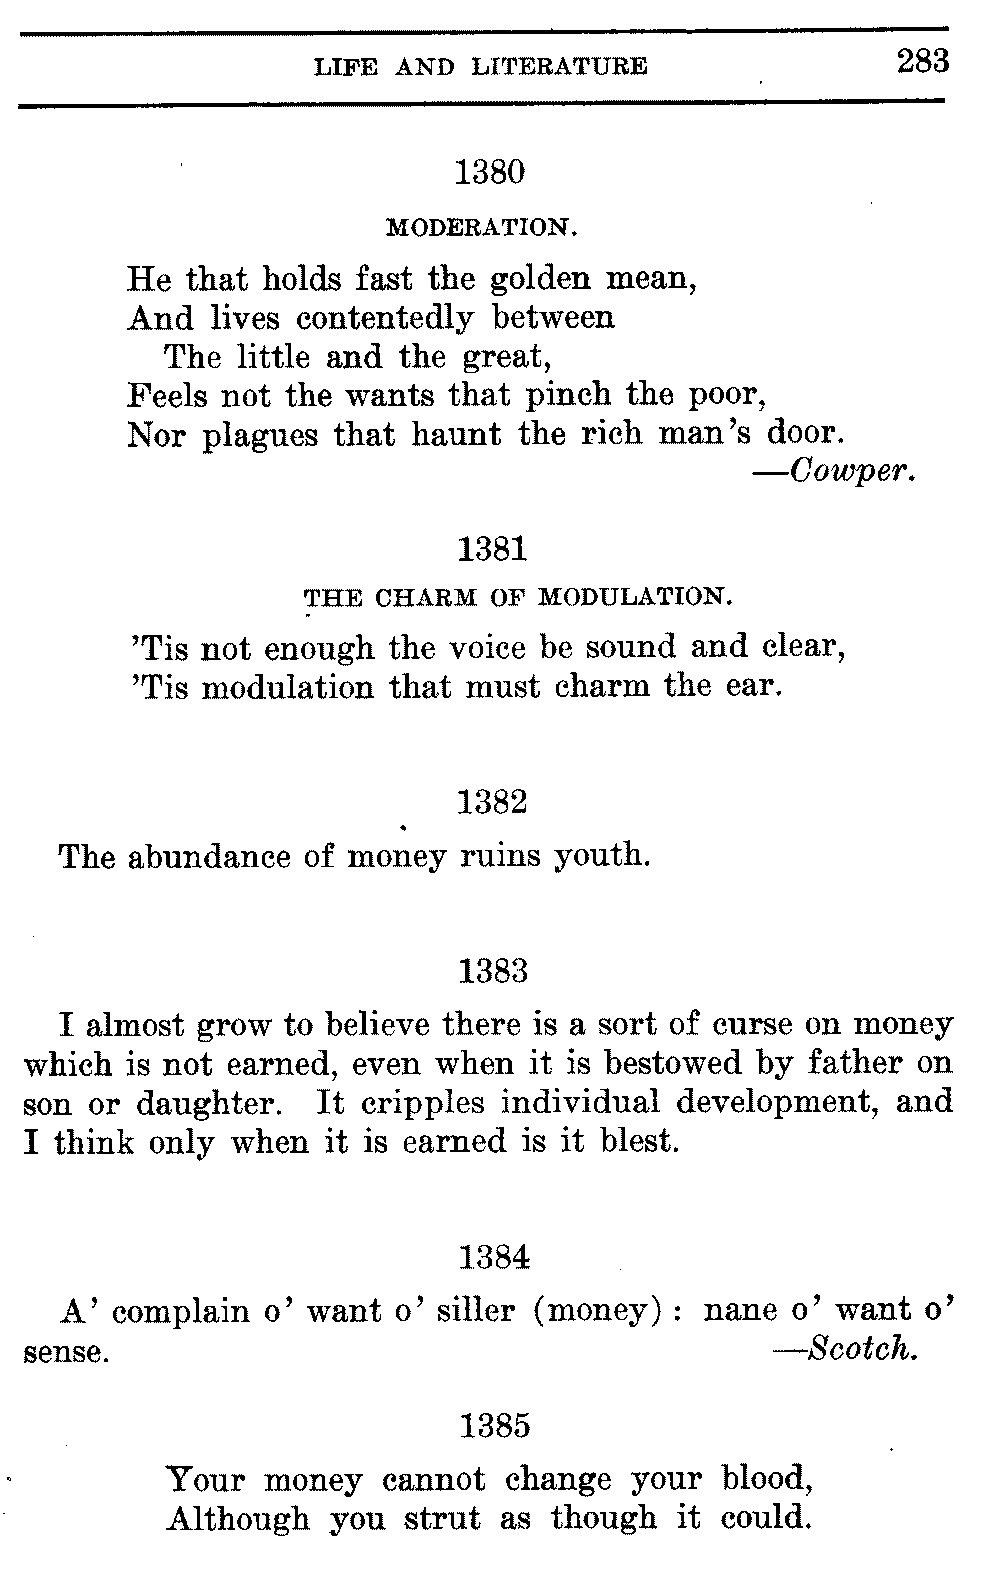 LIFE AND LITERATURE 283
1380
MODERATION.
He that holds fast the golden mean,
And lives contentedly between
The little and the great,
Feels not the wants that pinch the poor,
Nor plagues that haunt the rich man's door.
—Cowper.
1381
THE CHARM OF MODULATION.
'Tis not enough the voice be sound and clear,
'Tis modulation that must charm the ear.
1382
The abundance of money ruins youth.
1383
I almost grow to believe there is a sort of curse on money
which is not earned, even when it is bestowed by father on
son or daughter. It cripples individual development, and
I think only when it is earned is it blest.
1384
A' complain o' want o' siller (money): nane o' want o'
sense. —Scotch.
1385
Your money cannot change your blood,
Although you strut as though it could.